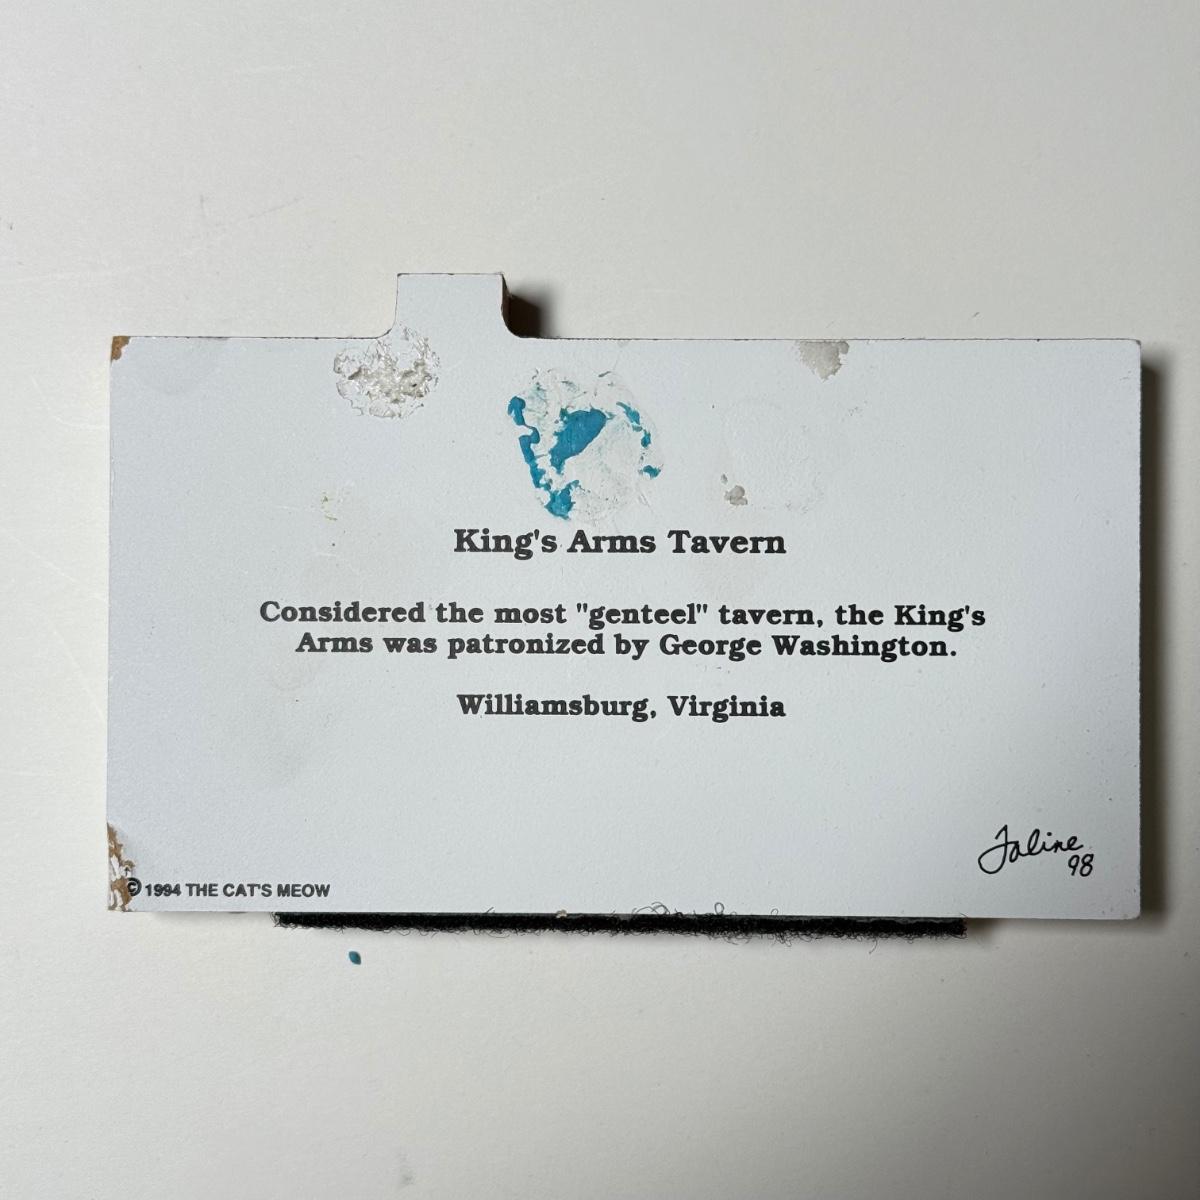 King's Arms Tavern
Considered the most "genteel" tavern, the King's
Arms was patronized by George Washington.
Williamsburg, Virginia
Faline
98
© 1994 THE CAT'S MEOW